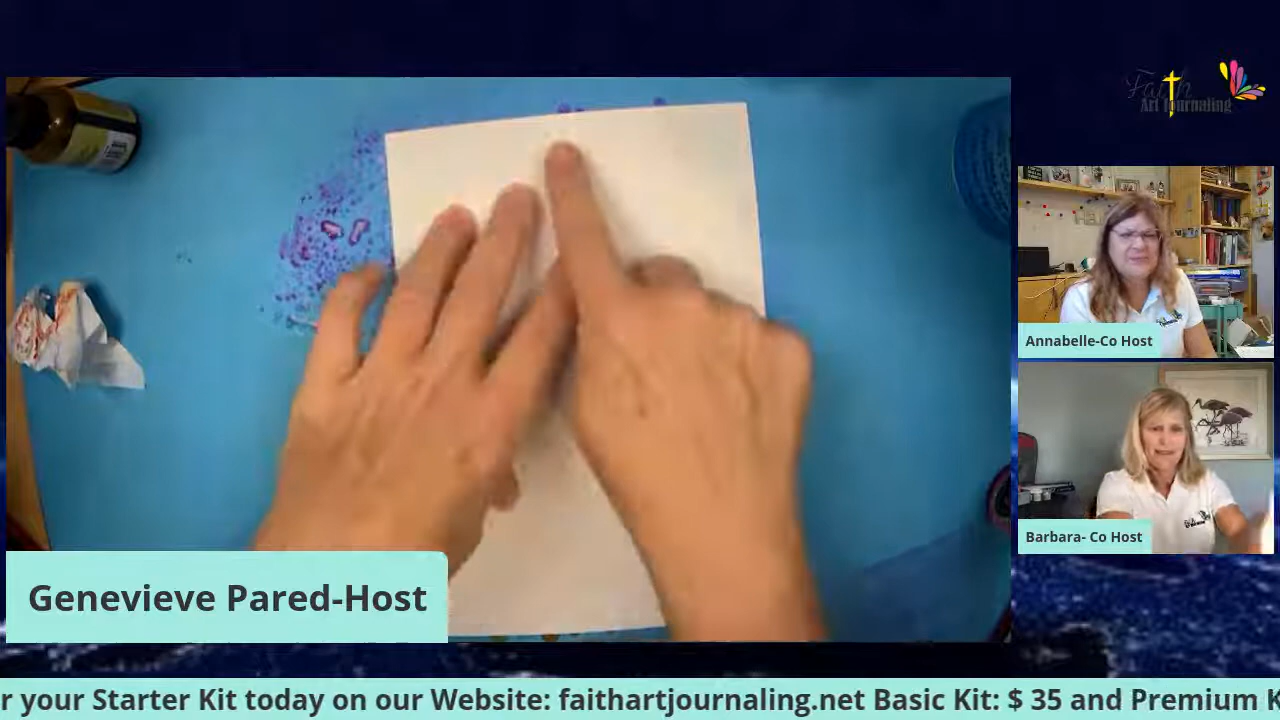 Faith
Art Journaling
Annabelle-Co Host
Barbara- Co Host
Genevieve Pared-Host
r your Starter Kit today on our Website: faithartjournaling.net Basic Kit: $ 35 and Premium K